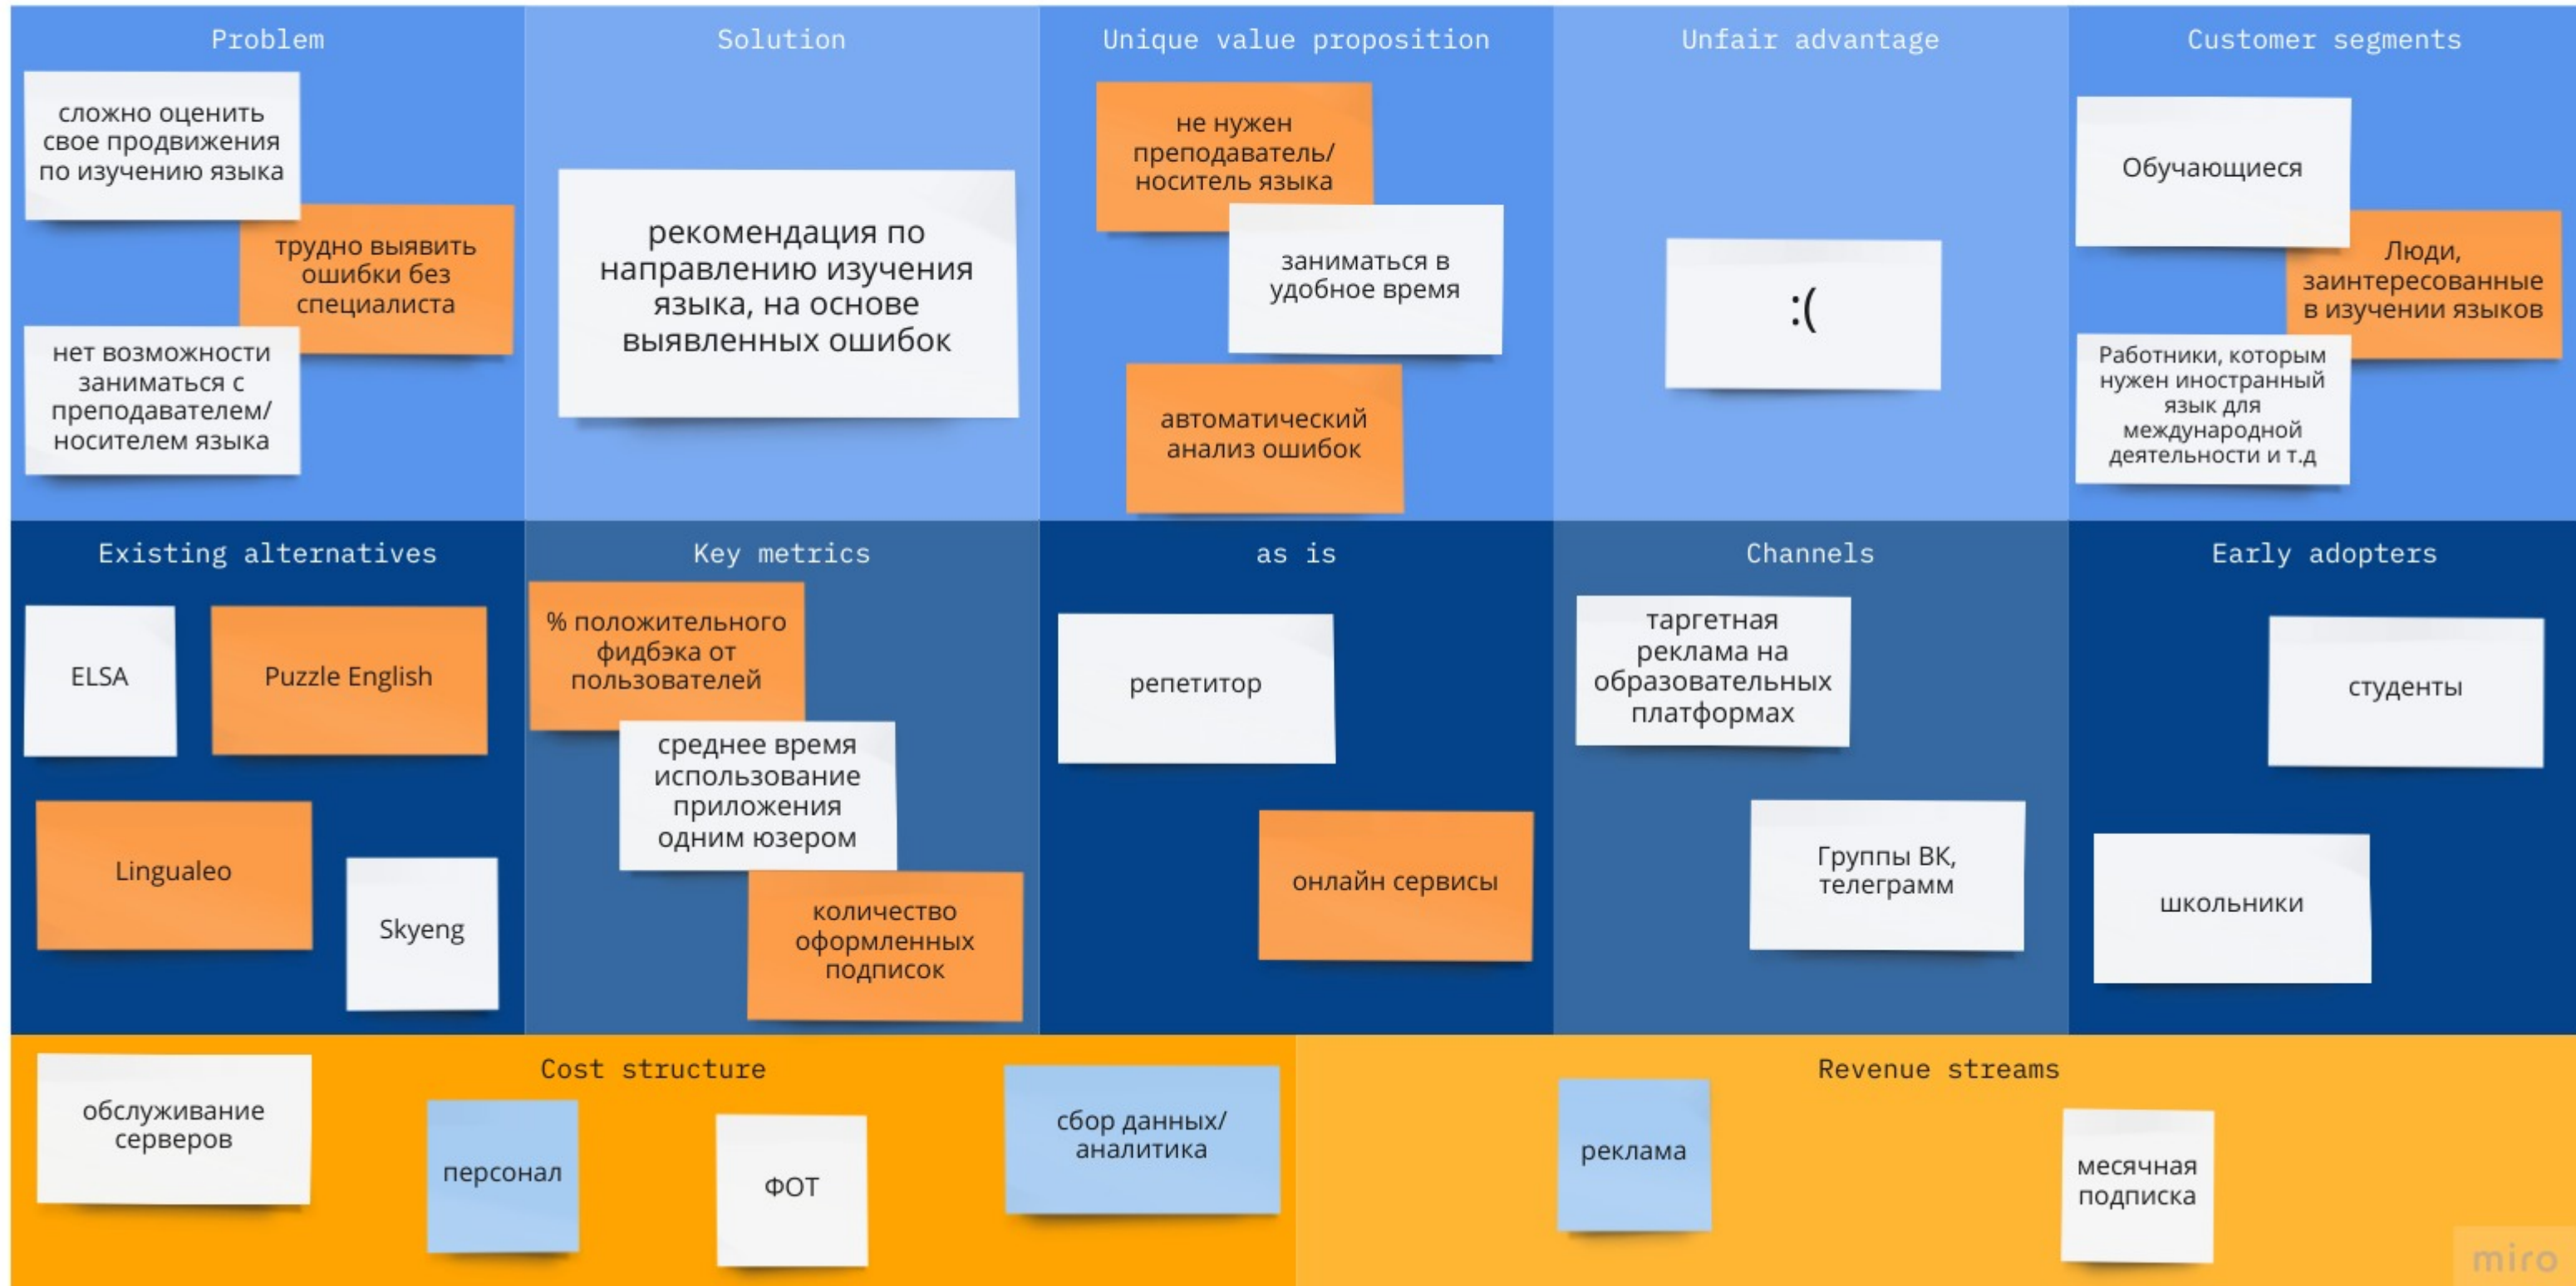 Problem
сложно оценить
свое продвижения
по изучению языка
трудно выявить
ошибки без
специалиста
нет возможности
заниматься с
преподавателем/
носителем языка
Solution
рекомендация по
направлению изучения
языка, на основе
выявленных ошибок
Unique value proposition
не нужен
преподаватель/
носитель языка
заниматься в
удобное время
автоматический
анализ ошибок
Unfair advantage
:(
Customer segments
Обучающиеся
Люди,
заинтересованные
в изучении языков
Работники, которым
нужен иностранный
язык для
международной
деятельности и т.д
Existing alternatives
ELSA
Puzzle English
Lingualeo
Skyeng
Key metrics
% положительного
фидбэка от
пользователей
среднее время
использование
приложения
одним юзером
количество
оформленных
подписок
as is
репетитор
онлайн сервисы
Channels
таргетная
реклама на
образовательных
платформах
Группы ВК,
телеграмм
Early adopters
студенты
школьники
Cost structure
обслуживание
серверов
персонал
ФОТ
сбор данных/
аналитика
Revenue streams
реклама
месячная
подписка
miro